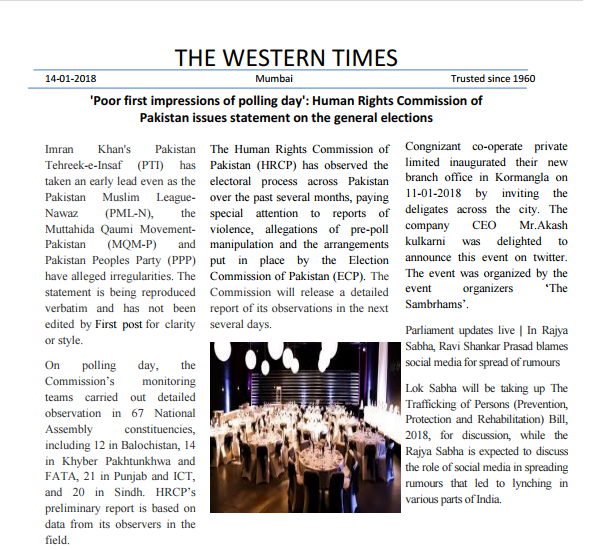 THE WESTERN TIMES
14-01-2018 Mumbai Trusted since 1960
'Poor first impressions of polling day': Human Rights Commission of
Pakistan issues statement on the general elections
Imran Khan's Pakistan
Tehreek-e-Insaf (PTI) has
taken an early lead even as the
Pakistan Muslim League-
Nawaz (PML-N), the
Muttahida Qaumi Movement-
Pakistan (MQM-P) and
Pakistan Peoples Party (PPP)
have alleged irregularities. The
statement is being reproduced
verbatim and has not been
edited by First post for clarity
or style.
On polling day, the
Commission's monitoring
teams carried out detailed
observation in 67 National
Assembly constituencies,
including 12 in Balochistan, 14
in Khyber Pakhtunkhwa and
FATA, 21 in Punjab and ICT,
and 20 in Sindh. HRCP's
preliminary report is based on
data from its observers in the
field.
The Human Rights Commission of
Pakistan (HRCP) has observed the
electoral process across Pakistan
over the past several months, paying
special attention to reports of
violence, allegations of pre-poll
manipulation and the arrangements
put in place by the Election
Commission of Pakistan (ECP). The
Commission will release a detailed
report of its observations in the next
several days.
Congnizant co-operate private
limited inaugurated their new
branch office in Kormangla on
11-01-2018 by inviting the
deligates across the city. The
company CEO Mr.Akash
kulkarni was delighted to
announce this event on twitter.
The event was organized by the
event organizers 'The
Sambrhams'.
Parliament updates live | In Rajya
Sabha, Ravi Shankar Prasad blames
social media for spread of rumours
Lok Sabha will be taking up The
Trafficking of Persons (Prevention,
Protection and Rehabilitation) Bill,
2018, for discussion, while the
Rajya Sabha is expected to discuss
the role of social media in spreading
rumours that led to lynching in
various parts of India.